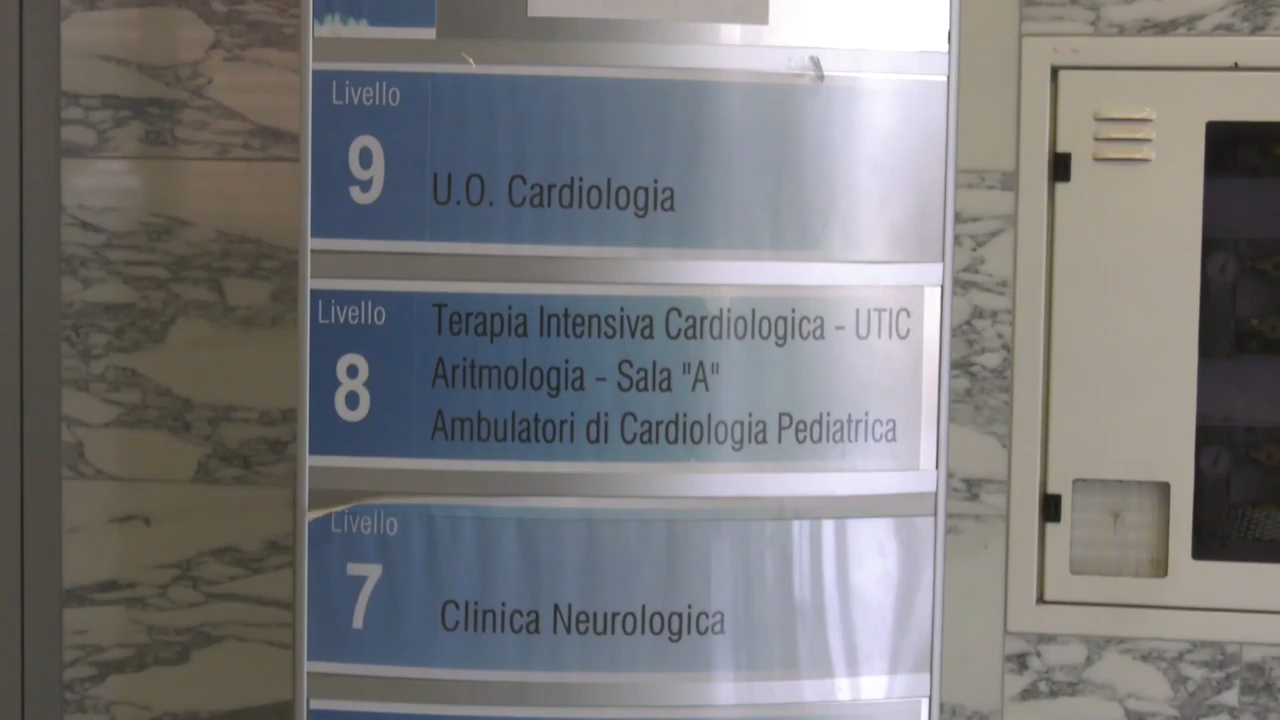 Livello
9
U.O. Cardiologia
Livello
8
Terapia Intensiva Cardiologica - UTIC
Aritmologia - Sala "A"
Ambulatori di Cardiologia Pediatrica
Livello
7
Clinica Neurologica